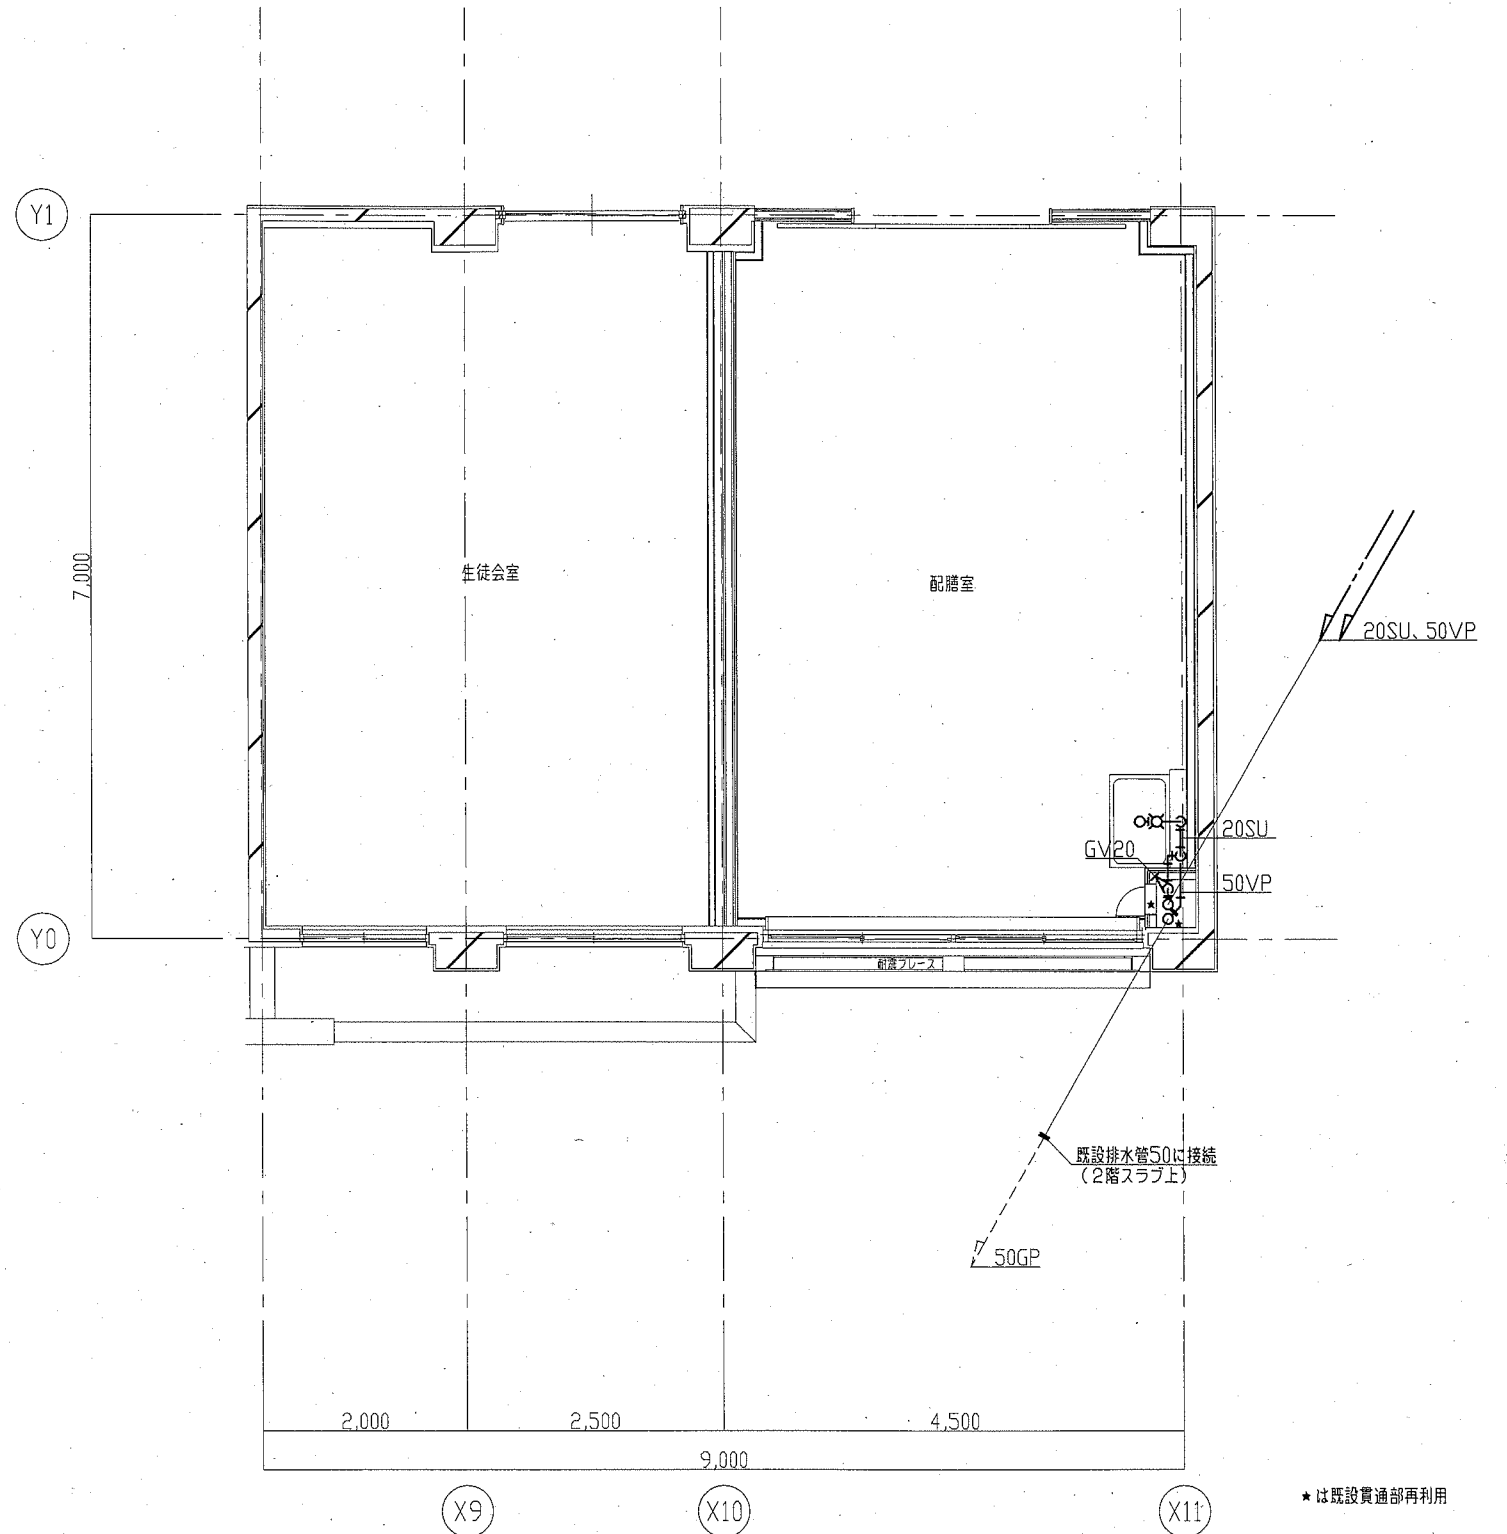 Y1
7,000
生徒会室
配膳室
20SU、50VP
20SU
GV20
50VP
Y0
耐震ブレース
既設排水管50に接続
(2階スラブ上)
50GP
2,000
2,500
4,500
9,000
X9
X10
X11
★は既設貫通部再利用